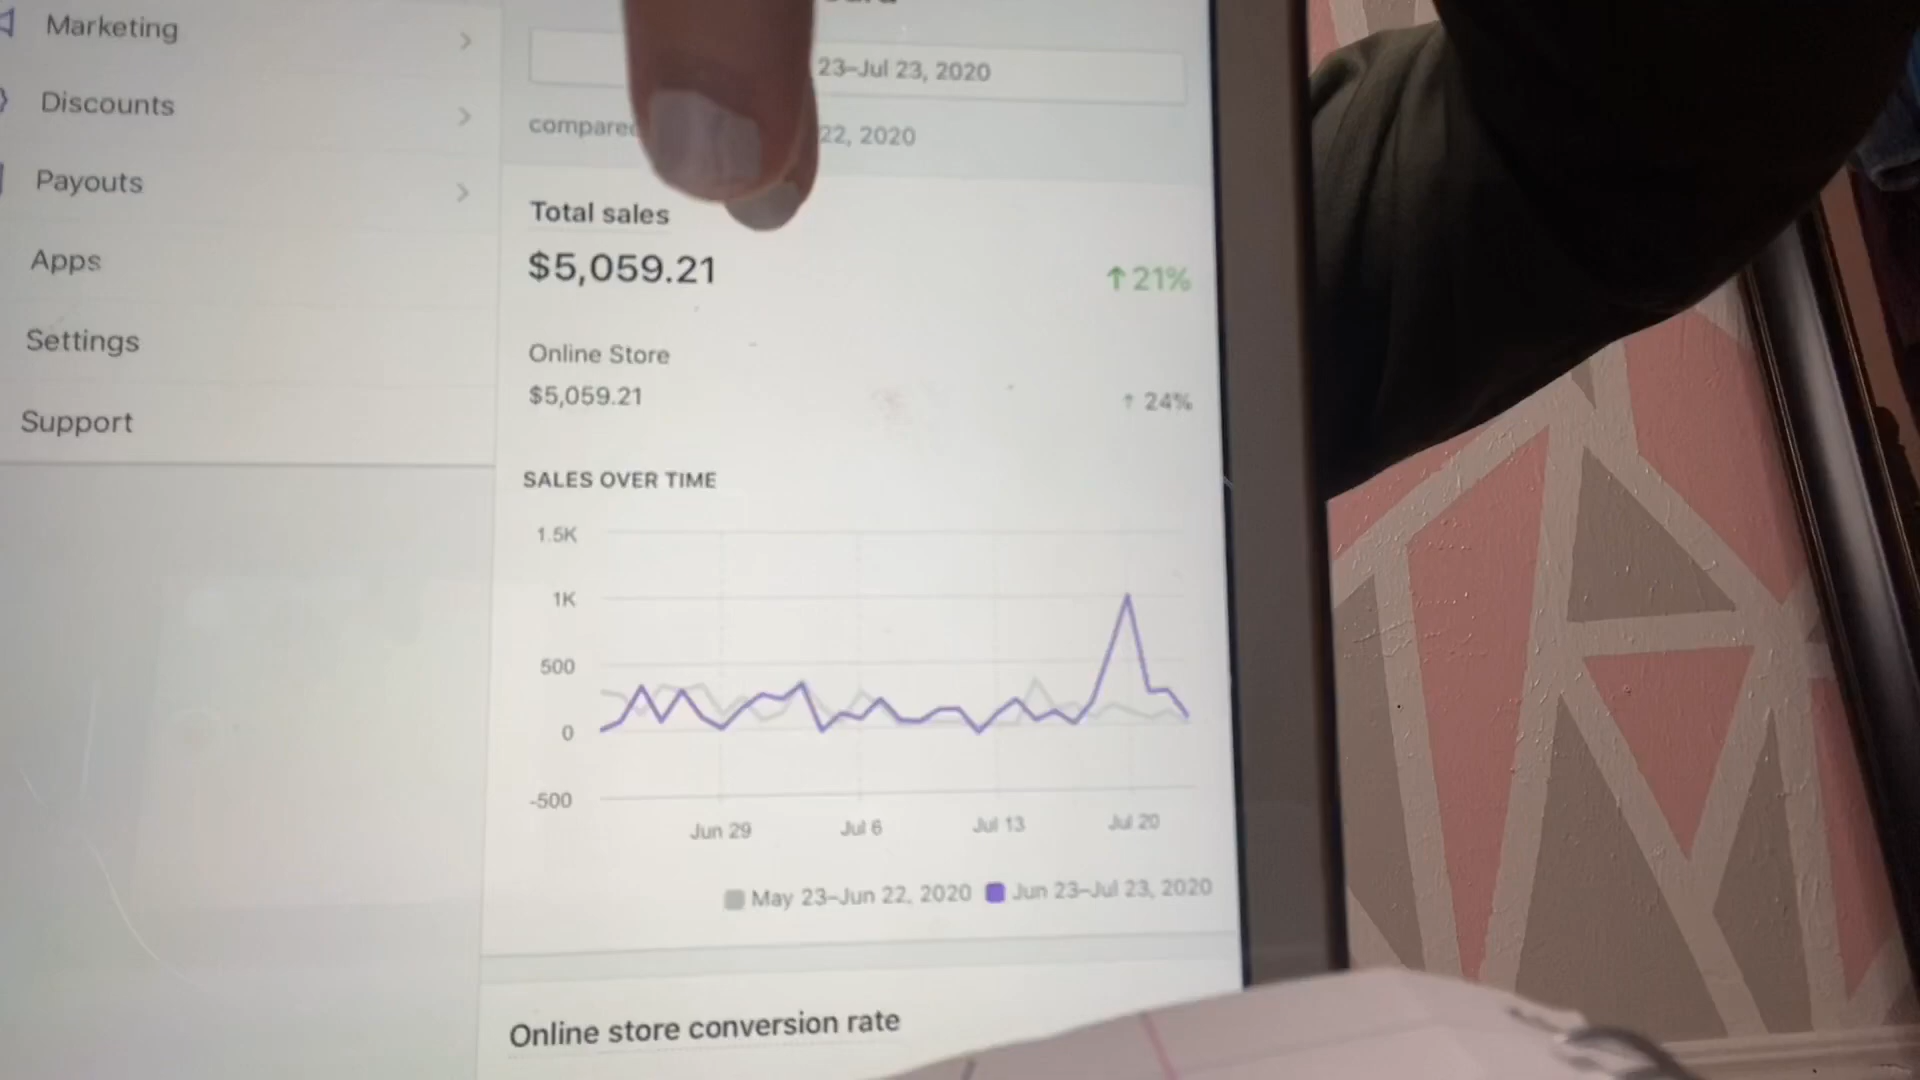 Marketing
Discounts
Payouts
Apps
Settings
Support
23–Jul 23, 2020
compared 22, 2020
Total sales
$5,059.21
↑21%
Online Store
$5,059.21
↑ 24%
SALES OVER TIME
1.5K
1K
500
0
-500
Jun 29 Jul 6 Jul 13 Jul 20
May 23–Jun 22, 2020 Jun 23–Jul 23, 2020
Online store conversion rate